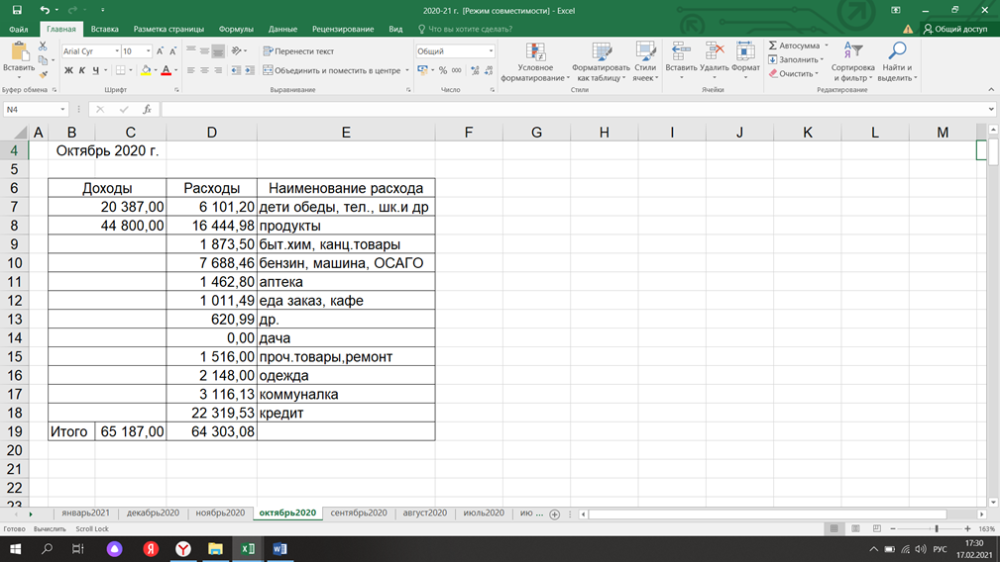 2020-21 г. [Режим совместимости] - Excel
Файл Главная Вставка Разметка страницы Формулы Данные Рецензирование Вид Что вы хотите сделать? Общий доступ
Вставить
Буфер обмена
Arial Cyr 10
Ж К Ч
Шрифт
Перенести текст
Объединить и поместить в центре
Выравнивание
Общий
% 000
Число
Условное форматирование
Форматировать как таблицу
Стили ячеек
Стили
Вставить Удалить Формат
Ячейки
Автосумма
Заполнить
Очистить
Сортировка и фильтр
Найти и выделить
Редактирование
N4 fx
A B C D E F G H I J K L M
4 Октябрь 2020 г.
5
6 Доходы Расходы Наименование расхода
7 20 387,00 6 101,20 дети обеды, тел., шк.и др
8 44 800,00 16 444,98 продукты
9 1 873,50 быт.хим, канц.товары
10 7 688,46 бензин, машина, ОСАГО
11 1 462,80 аптека
12 1 011,49 еда заказ, кафе
13 620,99 др.
14 0,00 дача
15 1 516,00 проч.товары,ремонт
16 2 148,00 одежда
17 3 116,13 коммуналка
18 22 319,53 кредит
19 Итого 65 187,00 64 303,08
20
21
22
23
январь2021 декабрь2020 ноябрь2020 октябрь2020 сентябрь2020 август2020 июль2020 ию ...
Готово Вычислить Scroll Lock 163%
РУС 17:30
17.02.2021